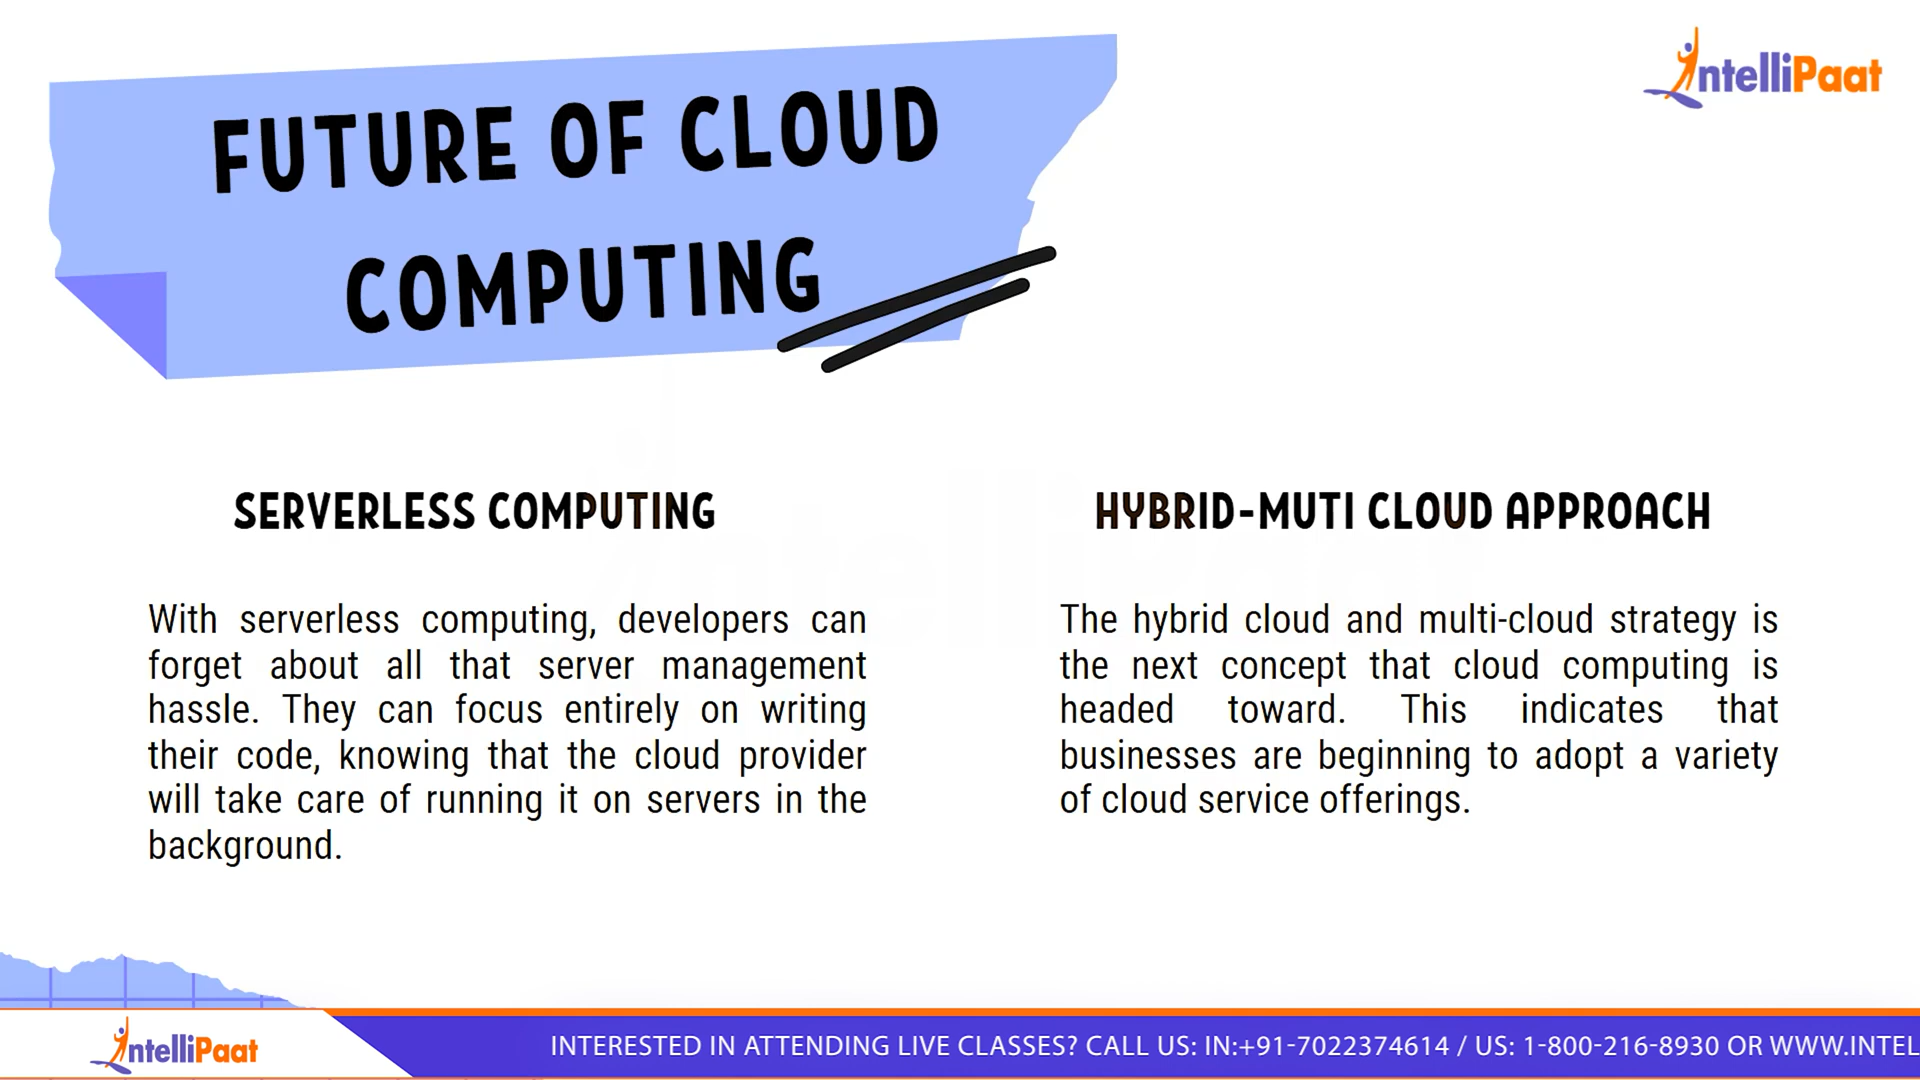 FUTURE OF CLOUD
COMPUTING
IntelliPaat
SERVERLESS COMPUTING
With serverless computing, developers can
forget about all that server management
hassle. They can focus entirely on writing
their code, knowing that the cloud provider
will take care of running it on servers in the
background.
HYBRID-MUTI CLOUD APPROACH
The hybrid cloud and multi-cloud strategy is
the next concept that cloud computing is
headed toward. This indicates that
businesses are beginning to adopt a variety
of cloud service offerings.
IntelliPaat
INTERESTED IN ATTENDING LIVE CLASSES? CALL US: IN:+91-7022374614 / US: 1-800-216-8930 OR WWW.INTEL